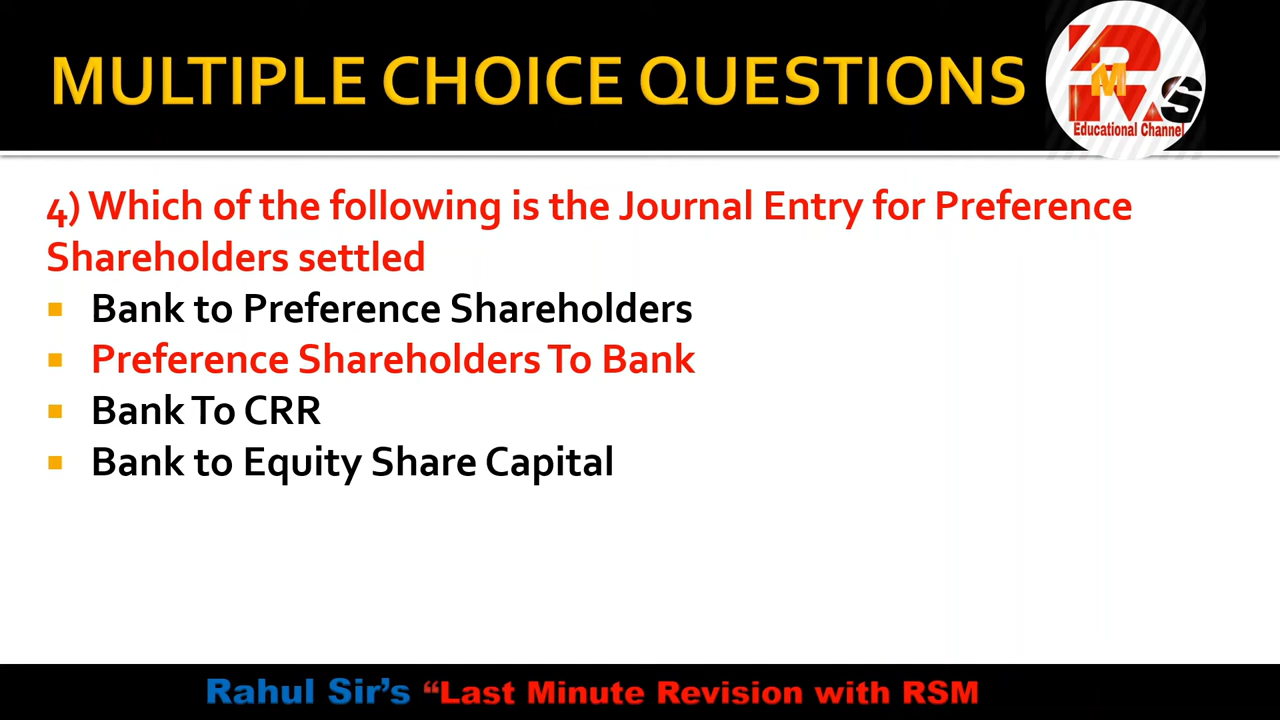 MULTIPLE CHOICE QUESTIONS
RMS
Educational Channel
4) Which of the following is the Journal Entry for Preference
Shareholders settled
Bank to Preference Shareholders
Preference Shareholders To Bank
Bank To CRR
Bank to Equity Share Capital
Rahul Sir's “Last Minute Revision with RSM